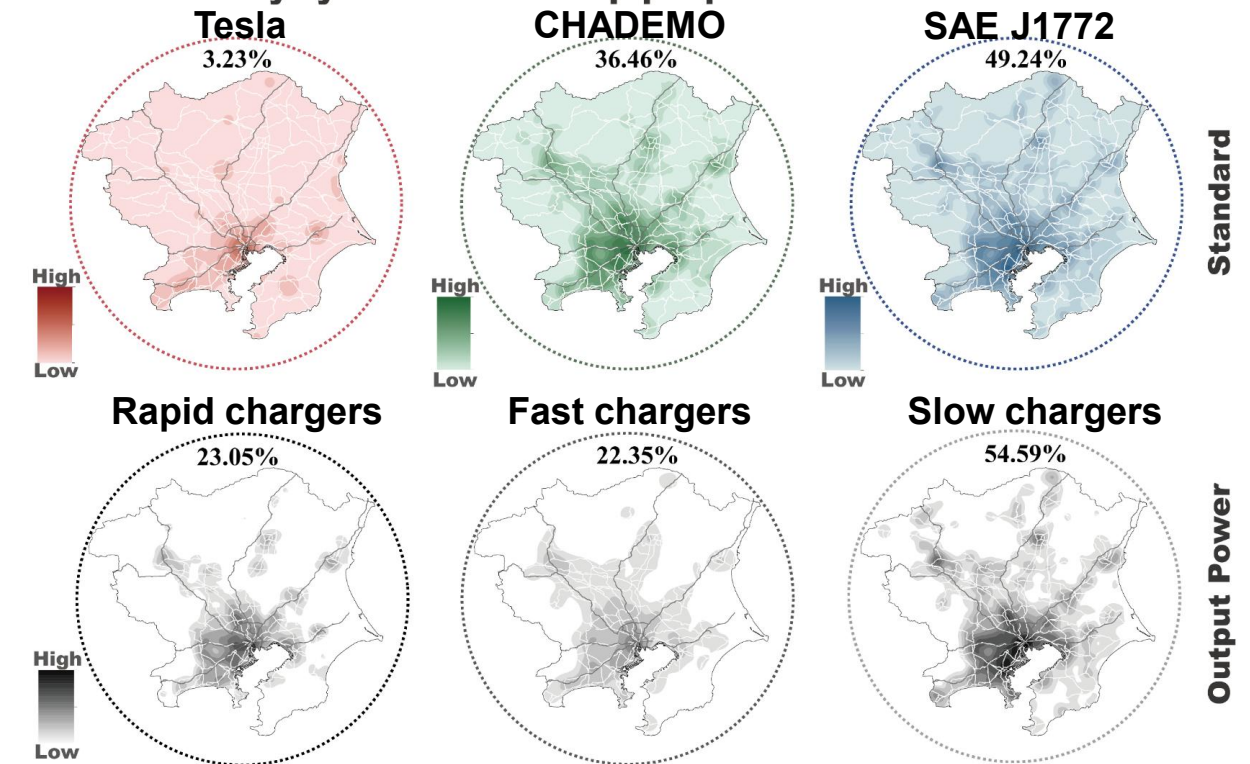 Tesla
CHADEMO
SAE J1772
3.23%
36.46%
49.24%
Standard
High
Low
High
Low
High
Low
Rapid chargers
Fast chargers
Slow chargers
23.05%
22.35%
54.59%
Output Power
High
Low